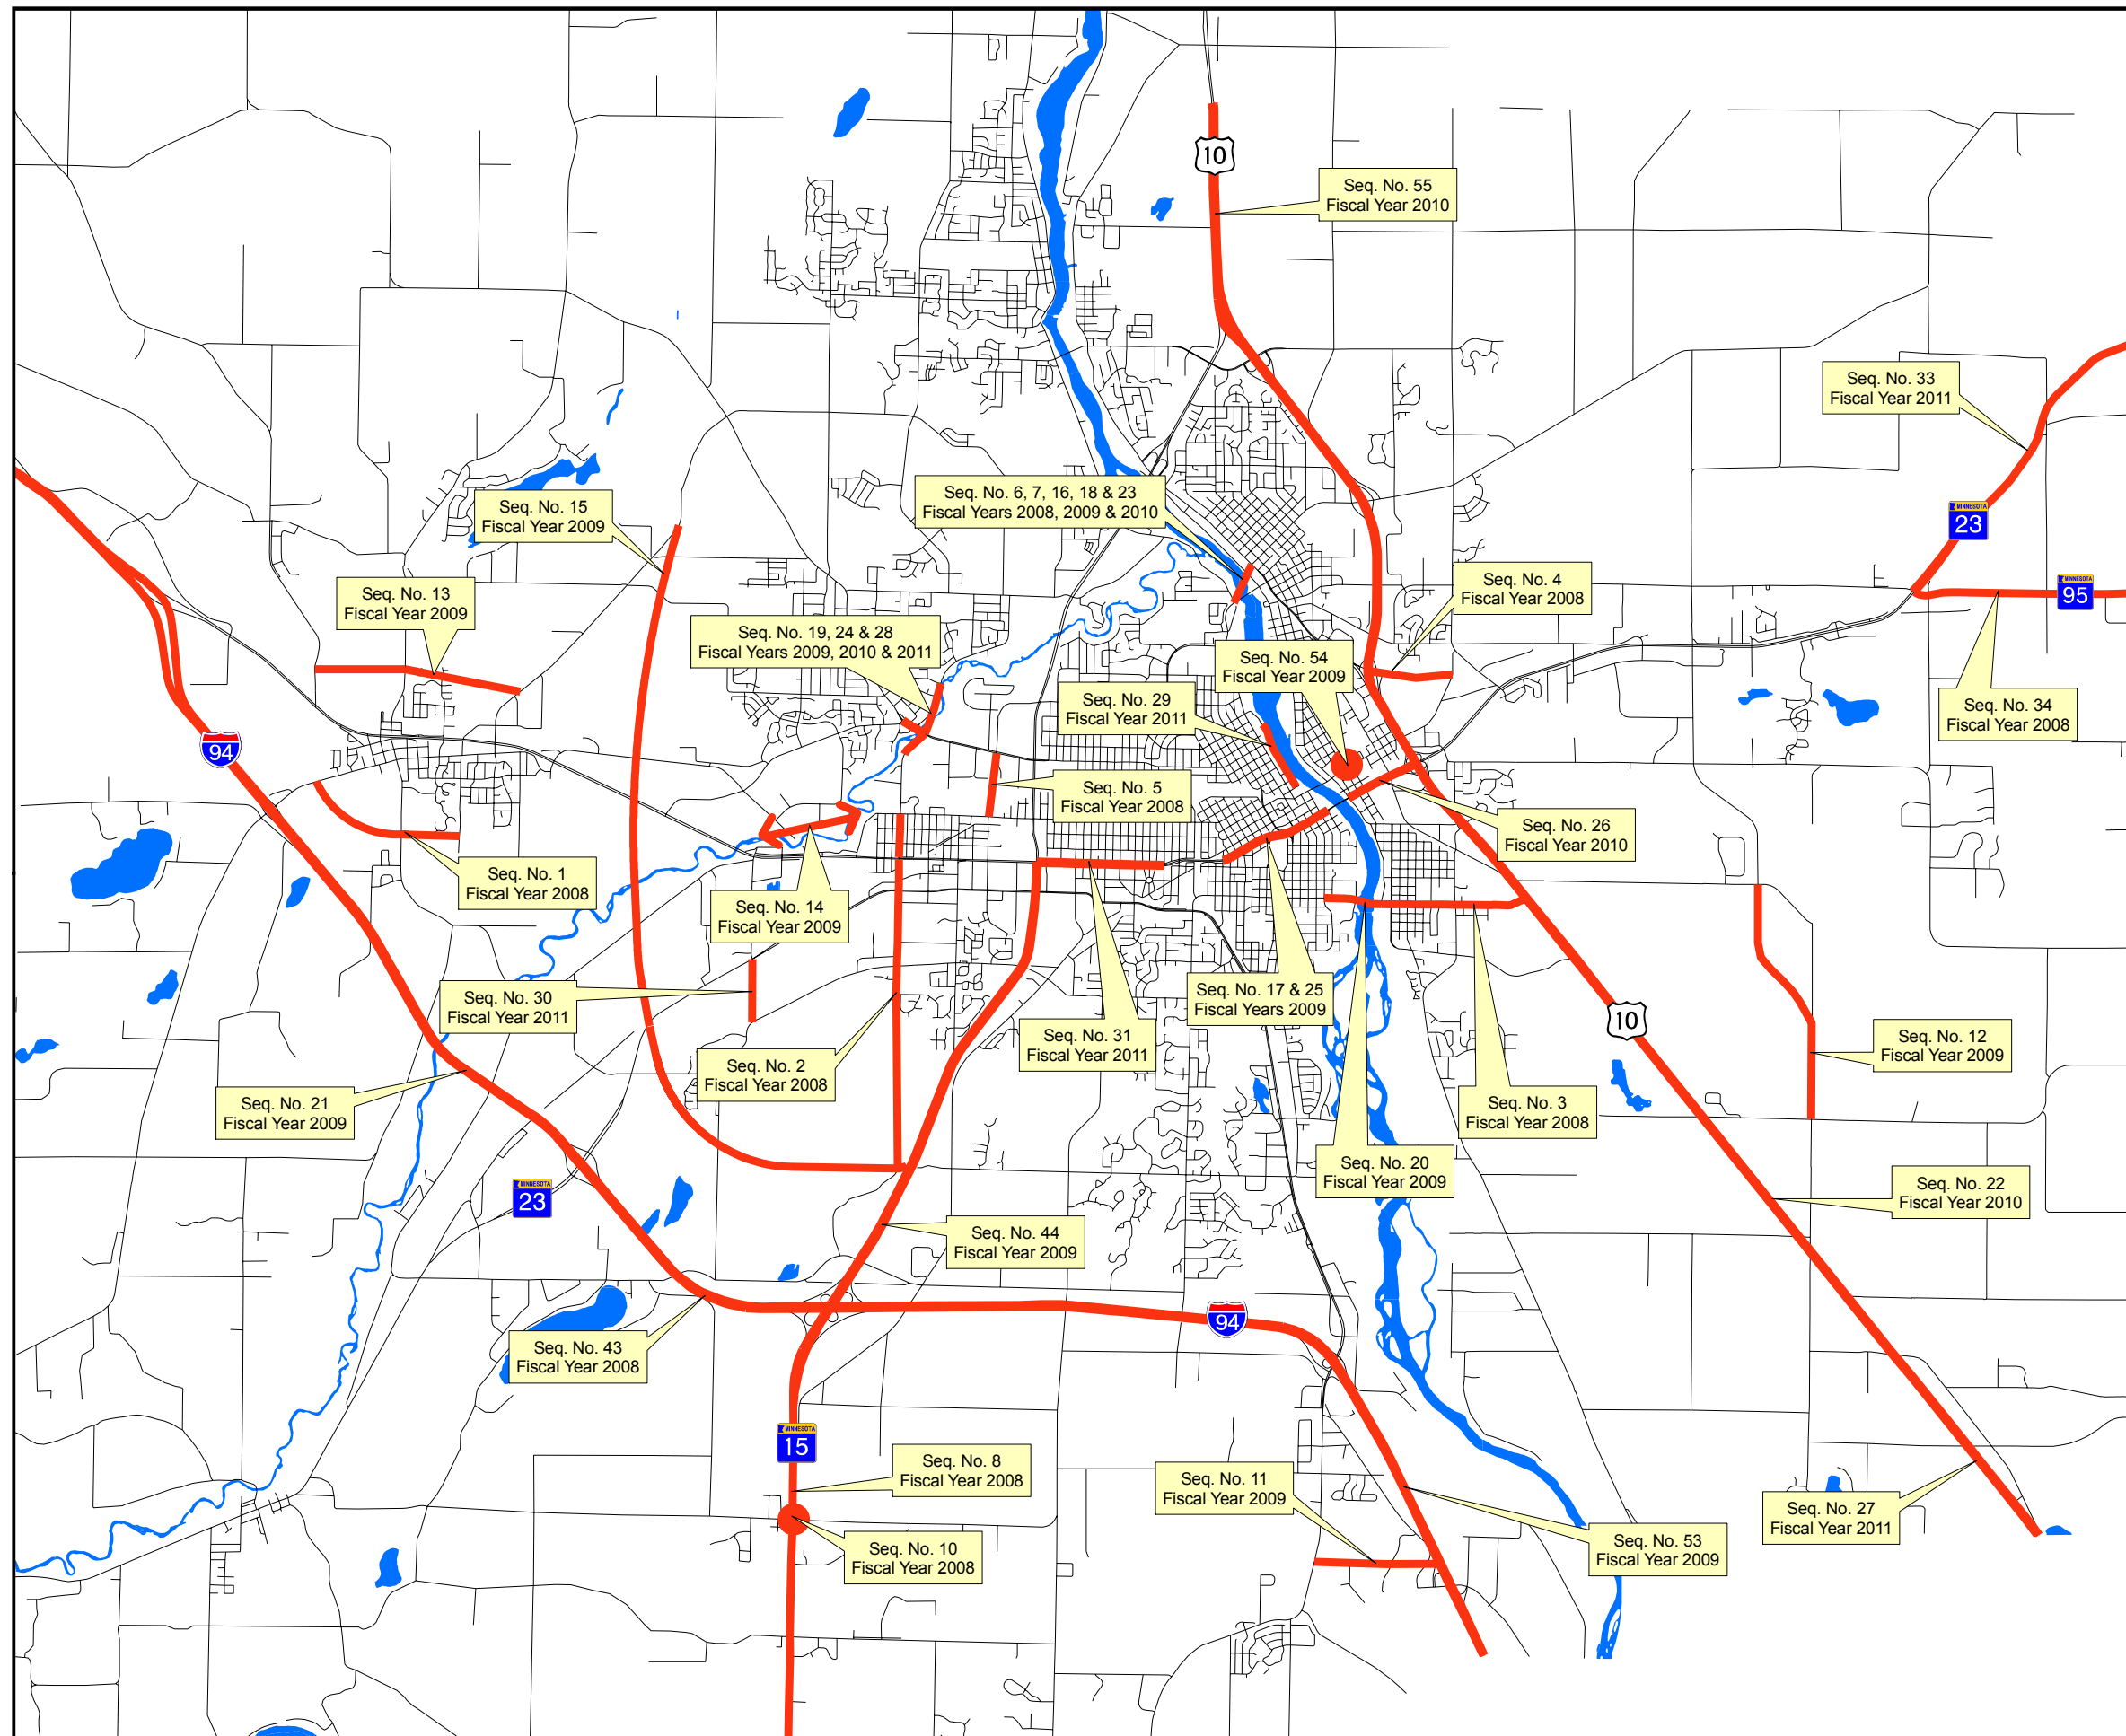 10
Seq. No. 55
Fiscal Year 2010
Seq. No. 33
Fiscal Year 2011
Seq. No. 15
Fiscal Year 2009
Seq. No. 6, 7, 16, 18 & 23
Fiscal Years 2008, 2009 & 2010
MINNESOTA
23
Seq. No. 13
Fiscal Year 2009
Seq. No. 4
Fiscal Year 2008
MINNESOTA
95
Seq. No. 19, 24 & 28
Fiscal Years 2009, 2010 & 2011
Seq. No. 54
Fiscal Year 2009
Seq. No. 29
Fiscal Year 2011
Seq. No. 34
Fiscal Year 2008
94
Seq. No. 5
Fiscal Year 2008
Seq. No. 26
Fiscal Year 2010
Seq. No. 1
Fiscal Year 2008
Seq. No. 14
Fiscal Year 2009
Seq. No. 30
Fiscal Year 2011
Seq. No. 17 & 25
Fiscal Years 2009
10
Seq. No. 31
Fiscal Year 2011
Seq. No. 12
Fiscal Year 2009
Seq. No. 2
Fiscal Year 2008
Seq. No. 21
Fiscal Year 2009
Seq. No. 3
Fiscal Year 2008
Seq. No. 20
Fiscal Year 2009
MINNESOTA
23
Seq. No. 22
Fiscal Year 2010
Seq. No. 44
Fiscal Year 2009
94
Seq. No. 43
Fiscal Year 2008
MINNESOTA
15
Seq. No. 8
Fiscal Year 2008
Seq. No. 11
Fiscal Year 2009
Seq. No. 27
Fiscal Year 2011
Seq. No. 10
Fiscal Year 2008
Seq. No. 53
Fiscal Year 2009